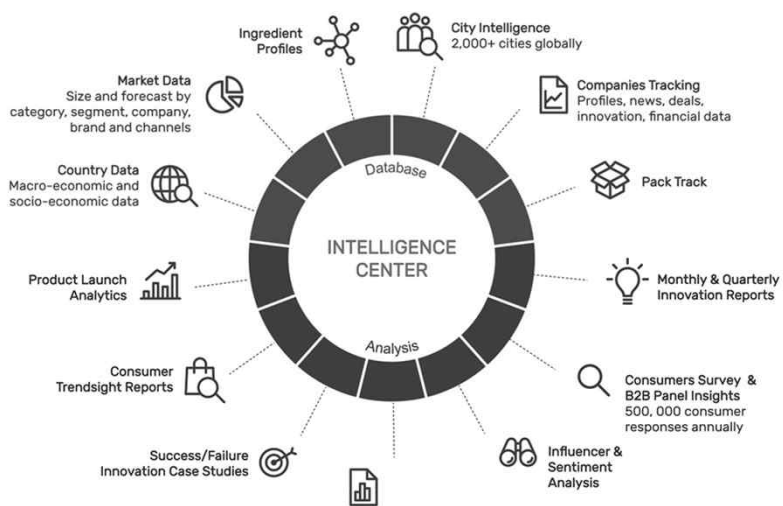 Ingredient
Profiles
City Intelligence
2,000+ cities globally
Market Data
Size and forecast by
category, segment, company,
brand and channels
Companies Tracking
Profiles, news, deals,
innovation, financial data
Country Data
Macro-economic and
socio-economic data
Database
Pack Track
INTELLIGENCE
CENTER
Product Launch
Analytics
Monthly & Quarterly
Innovation Reports
Analysis
Consumer
Trendsight Reports
Consumers Survey &
B2B Panel Insights
500, 000 consumer
responses annually
Success/Failure
Innovation Case Studies
Influencer &
Sentiment
Analysis